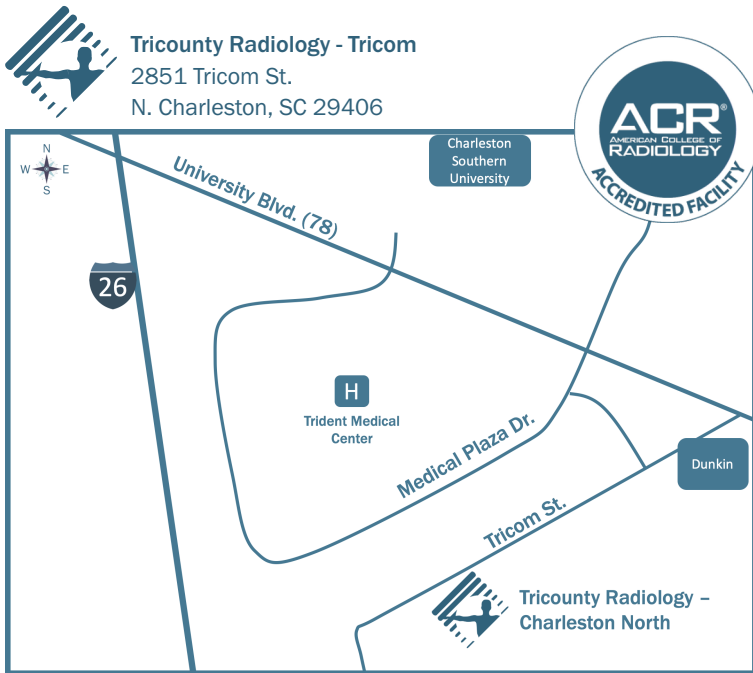 Tricounty Radiology - Tricom
2851 Tricom St.
N. Charleston, SC 29406
ACR®
AMERICAN COLLEGE OF
RADIOLOGY
ACCREDITED FACILITY
N
W E
S
Charleston
Southern
University
University Blvd. (78)
26
H
Trident Medical
Center
Medical Plaza Dr.
Dunkin
Tricom St.
Tricounty Radiology –
Charleston North